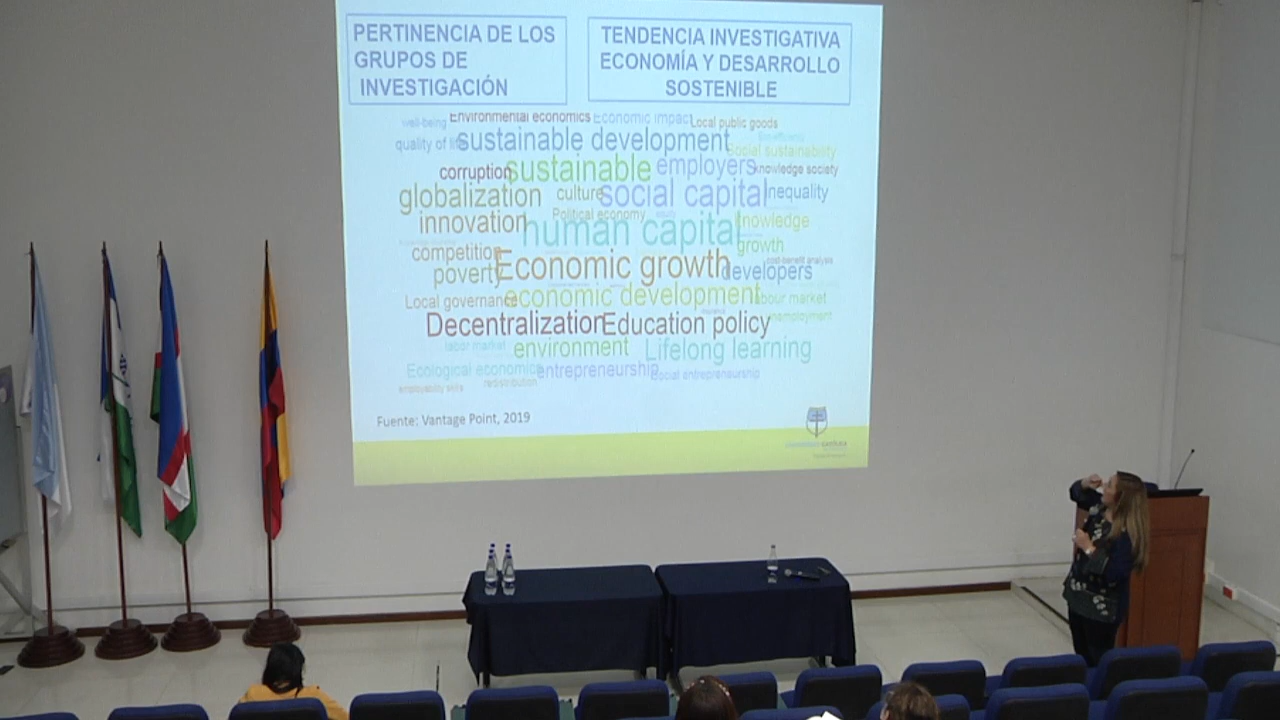 PERTINENCIA DE LOS
GRUPOS DE
INVESTIGACIÓN
TENDENCIA INVESTIGATIVA
ECONOMÍA Y DESARROLLO
SOSTENIBLE
well-being Environmental economics Economic impact Local public goods
quality of life sustainable development Social sustainability
corruption sustainable employers knowledge society
globalization culture social capital Inequality
innovation Political economy human capital knowledge
competition growth
poverty Economic growth developers cost-benefit analysis
Local governance economic development labour market
Decentralization Education policy unemployment
labor market environment Lifelong learning
Ecological economics entrepreneurship Social entrepreneurship
employability skills redistribution
Fuente: Vantage Point, 2019
UNIVERSIDAD CATÓLICA